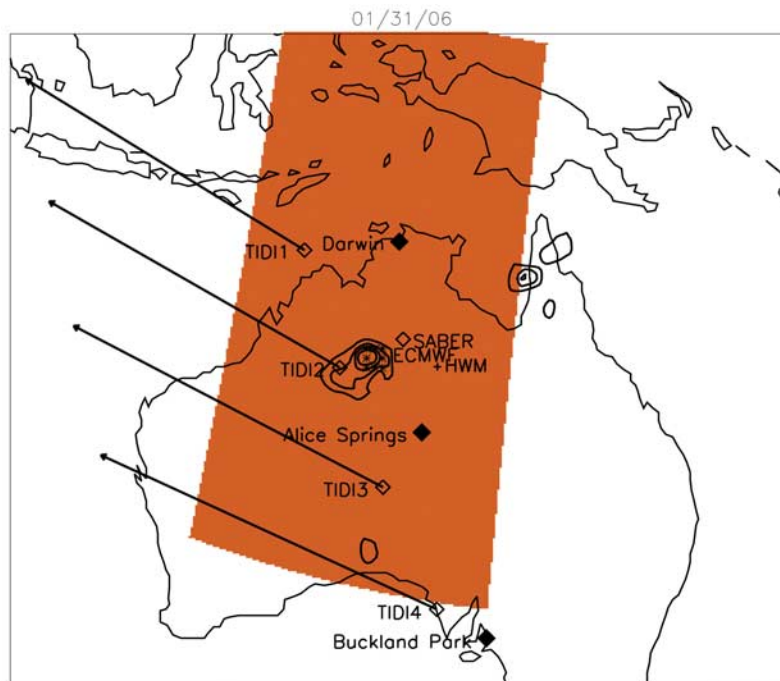 01/31/06
TIDI1
Darwin
SABER
ECMWF
+HWM
TIDI2
Alice Springs
TIDI3
TIDI4
Buckland Park